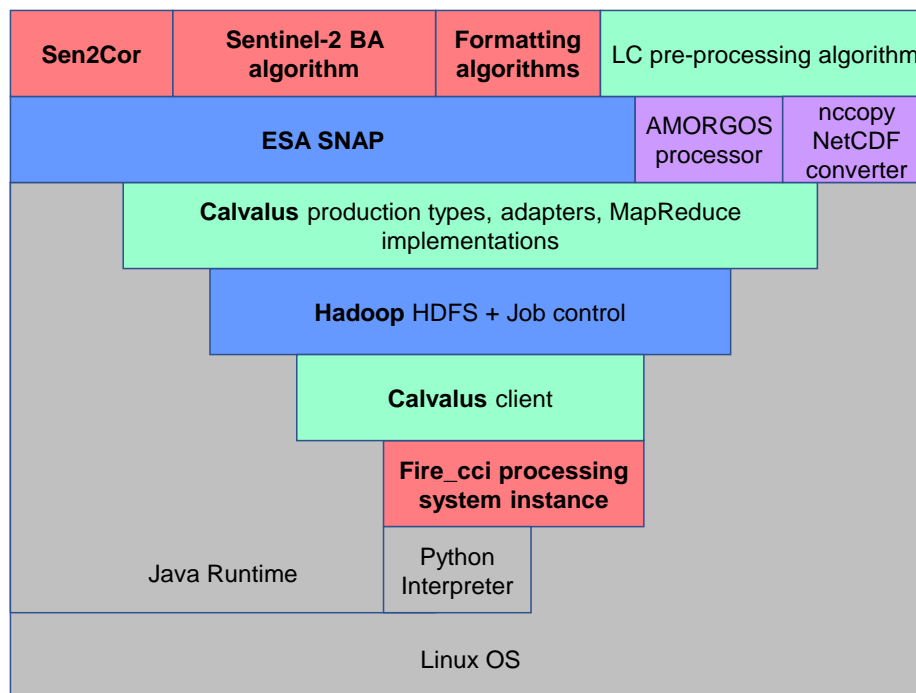 Sen2Cor
Sentinel-2 BA
algorithm
Formatting
algorithms
LC pre-processing algorithm
ESA SNAP
AMORGOS
processor
nccopy
NetCDF
converter
Calvalus production types, adapters, MapReduce
implementations
Hadoop HDFS + Job control
Calvalus client
Fire_cci processing
system instance
Java Runtime
Python
Interpreter
Linux OS